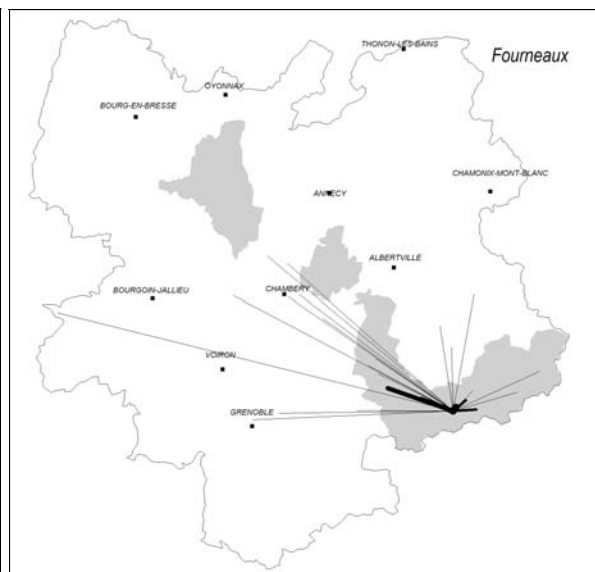 THONON-LES-BAINS
Fourneaux
OYONNAX
BOURG-EN-BRESSE
CHAMONIX-MONT-BLANC
ANNECY
ALBERTVILLE
CHAMBERY
BOURGOIN-JALLIEU
VOIRON
GRENOBLE